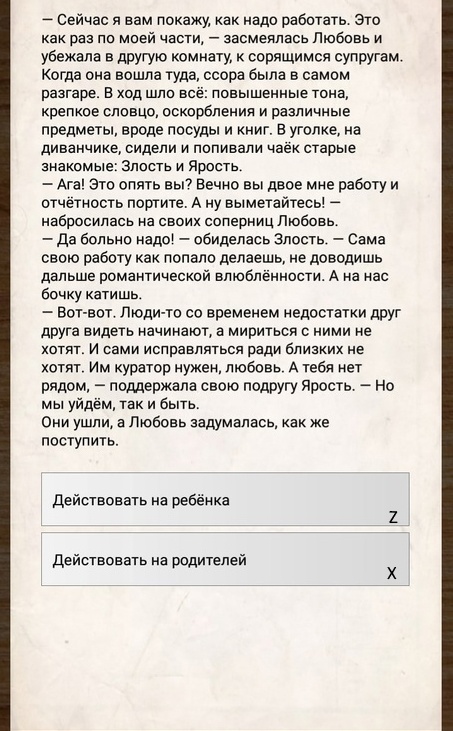 — Сейчас я вам покажу, как надо работать. Это
как раз по моей части, — засмеялась Любовь и
убежала в другую комнату, к сорящимся супругам.
Когда она вошла туда, ссора была в самом
разгаре. В ход шло всё: повышенные тона,
крепкое словцо, оскорбления и различные
предметы, вроде посуды и книг. В уголке, на
диванчике, сидели и попивали чаёк старые
знакомые: Злость и Ярость.
— Ага! Это опять вы? Вечно вы двое мне работу и
отчётность портите. А ну выметайтесь! —
набросилась на своих соперниц Любовь.
— Да больно надо! — обиделась Злость. — Сама
свою работу как попало делаешь, не доводишь
дальше романтической влюблённости. А на нас
бочку катишь.
— Вот-вот. Люди-то со временем недостатки друг
друга видеть начинают, а мириться с ними не
хотят. И сами исправляться ради близких не
хотят. Им куратор нужен, любовь. А тебя нет
рядом, — поддержала свою подругу Ярость. — Но
мы уйдём, так и быть.
Они ушли, а Любовь задумалась, как же
поступить.
Действовать на ребёнка
Z
Действовать на родителей
X